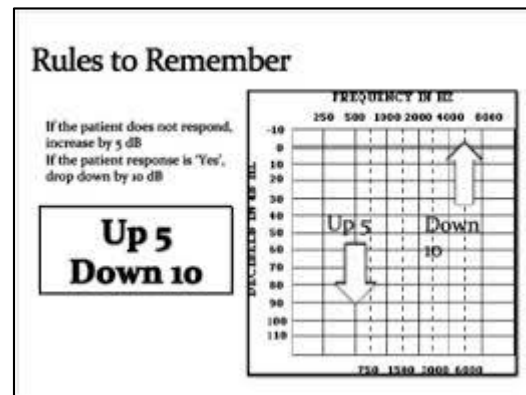 Rules to Remember
If the patient does not respond,
increase by 5 dB
If the patient response is 'Yes',
drop down by 10 dB
Up 5
Down 10
FREQUENCY IN HZ
250 500 1000 2000 4000 8000
-10
0
10
20
30
40
50
60
70
80
90
100
110
Up 5
Down
10
750 1500 3000 6000